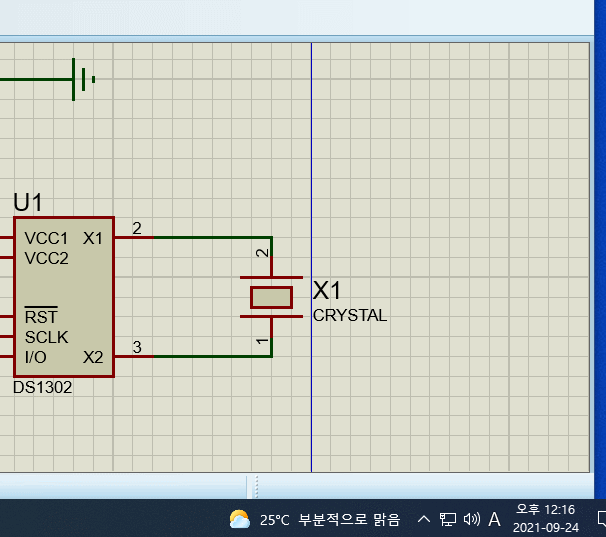 U1
2
VCC1 X1
VCC2
2
X1
RST
CRYSTAL
SCLK
1
3
I/O X2
DS1302
25°C 부분적으로 맑음
A
오후 12:16
2021-09-24